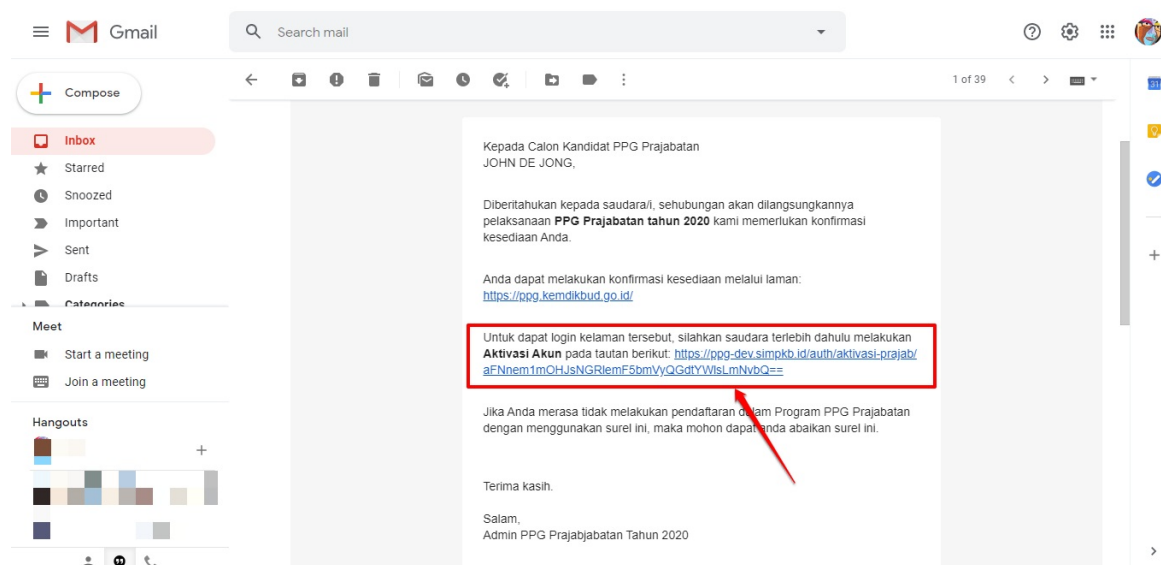 Gmail
Search mail
Compose
1 of 39
31
Inbox
Starred
Snoozed
Important
Sent
Drafts
Categories
Meet
Start a meeting
Join a meeting
Hangouts
Kepada Calon Kandidat PPG Prajabatan
JOHN DE JONG,
Diberitahukan kepada saudara/i, sehubungan akan dilangsungkannya
pelaksanaan PPG Prajabatan tahun 2020 kami memerlukan konfirmasi
kesediaan Anda.
Anda dapat melakukan konfirmasi kesediaan melalui laman:
https://ppg.kemdikbud.go.id/
Untuk dapat login kelaman tersebut, silahkan saudara terlebih dahulu melakukan
Aktivasi Akun pada tautan berikut: https://ppg-dev.simpkb.id/auth/aktivasi-prajab/
aFNnem1mOHJsNGRlemF5bmVyQGdtYWlsLmNvbQ==
Jika Anda merasa tidak melakukan pendaftaran dalam Program PPG Prajabatan
dengan menggunakan surel ini, maka mohon dapat anda abaikan surel ini.
Terima kasih.
Salam,
Admin PPG Prajabjabatan Tahun 2020